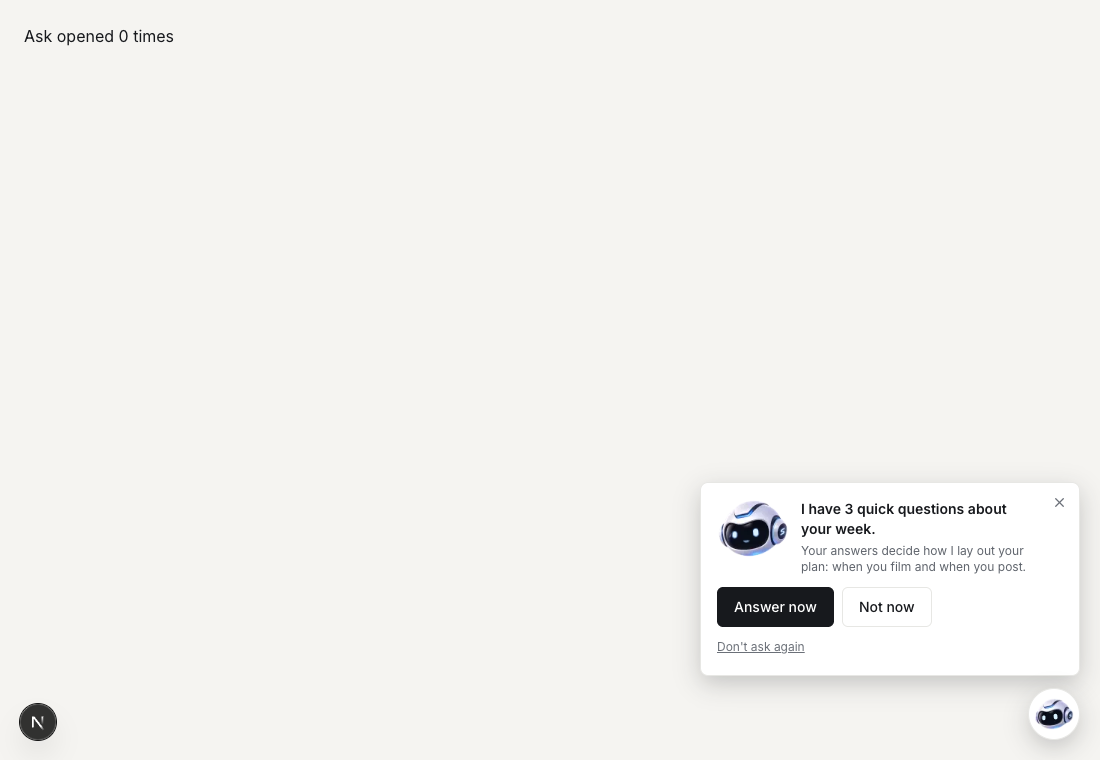 Ask opened 0 times
I have 3 quick questions about
your week.
Your answers decide how I lay out your
plan: when you film and when you post.
Answer now
Not now
Don't ask again
N